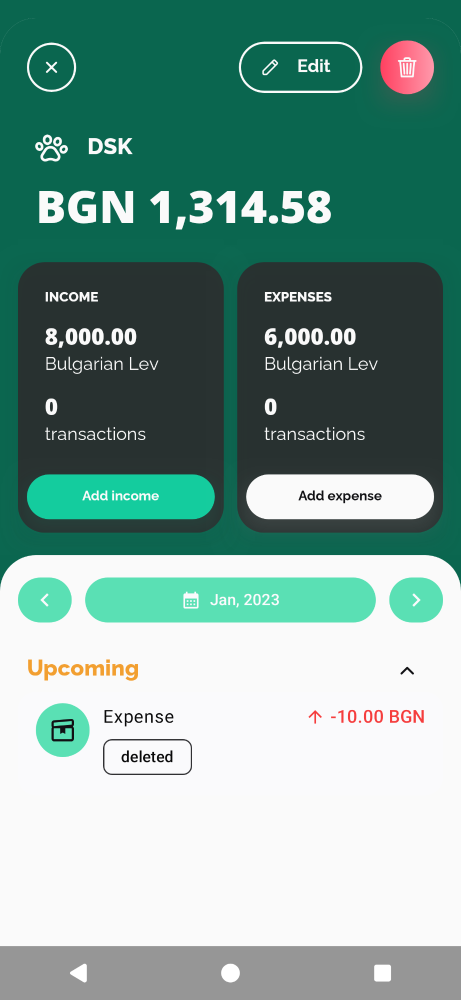 Edit
DSK
BGN 1,314.58
INCOME
8,000.00
Bulgarian Lev
0
transactions
Add income
EXPENSES
6,000.00
Bulgarian Lev
0
transactions
Add expense
Jan, 2023
Upcoming
Expense
-10.00 BGN
deleted